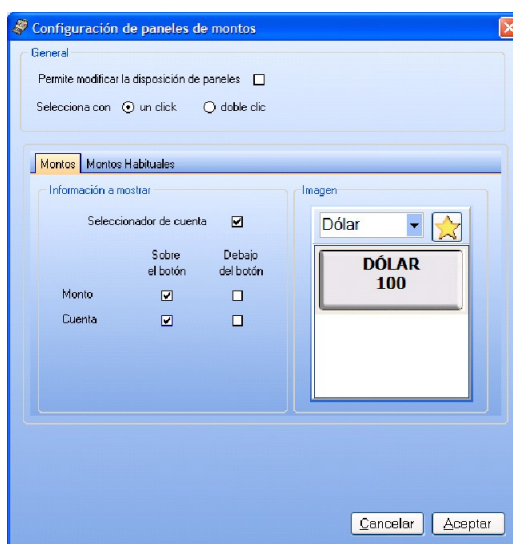 Configuración de paneles de montos
General
Permite modificar la disposición de paneles
Selecciona con un click doble clic
Montos Montos Habituales
Información a mostrar
Seleccionador de cuenta
Sobre el botón
Debajo del botón
Monto
Cuenta
Imagen
Dólar
DÓLAR
100
Cancelar Aceptar